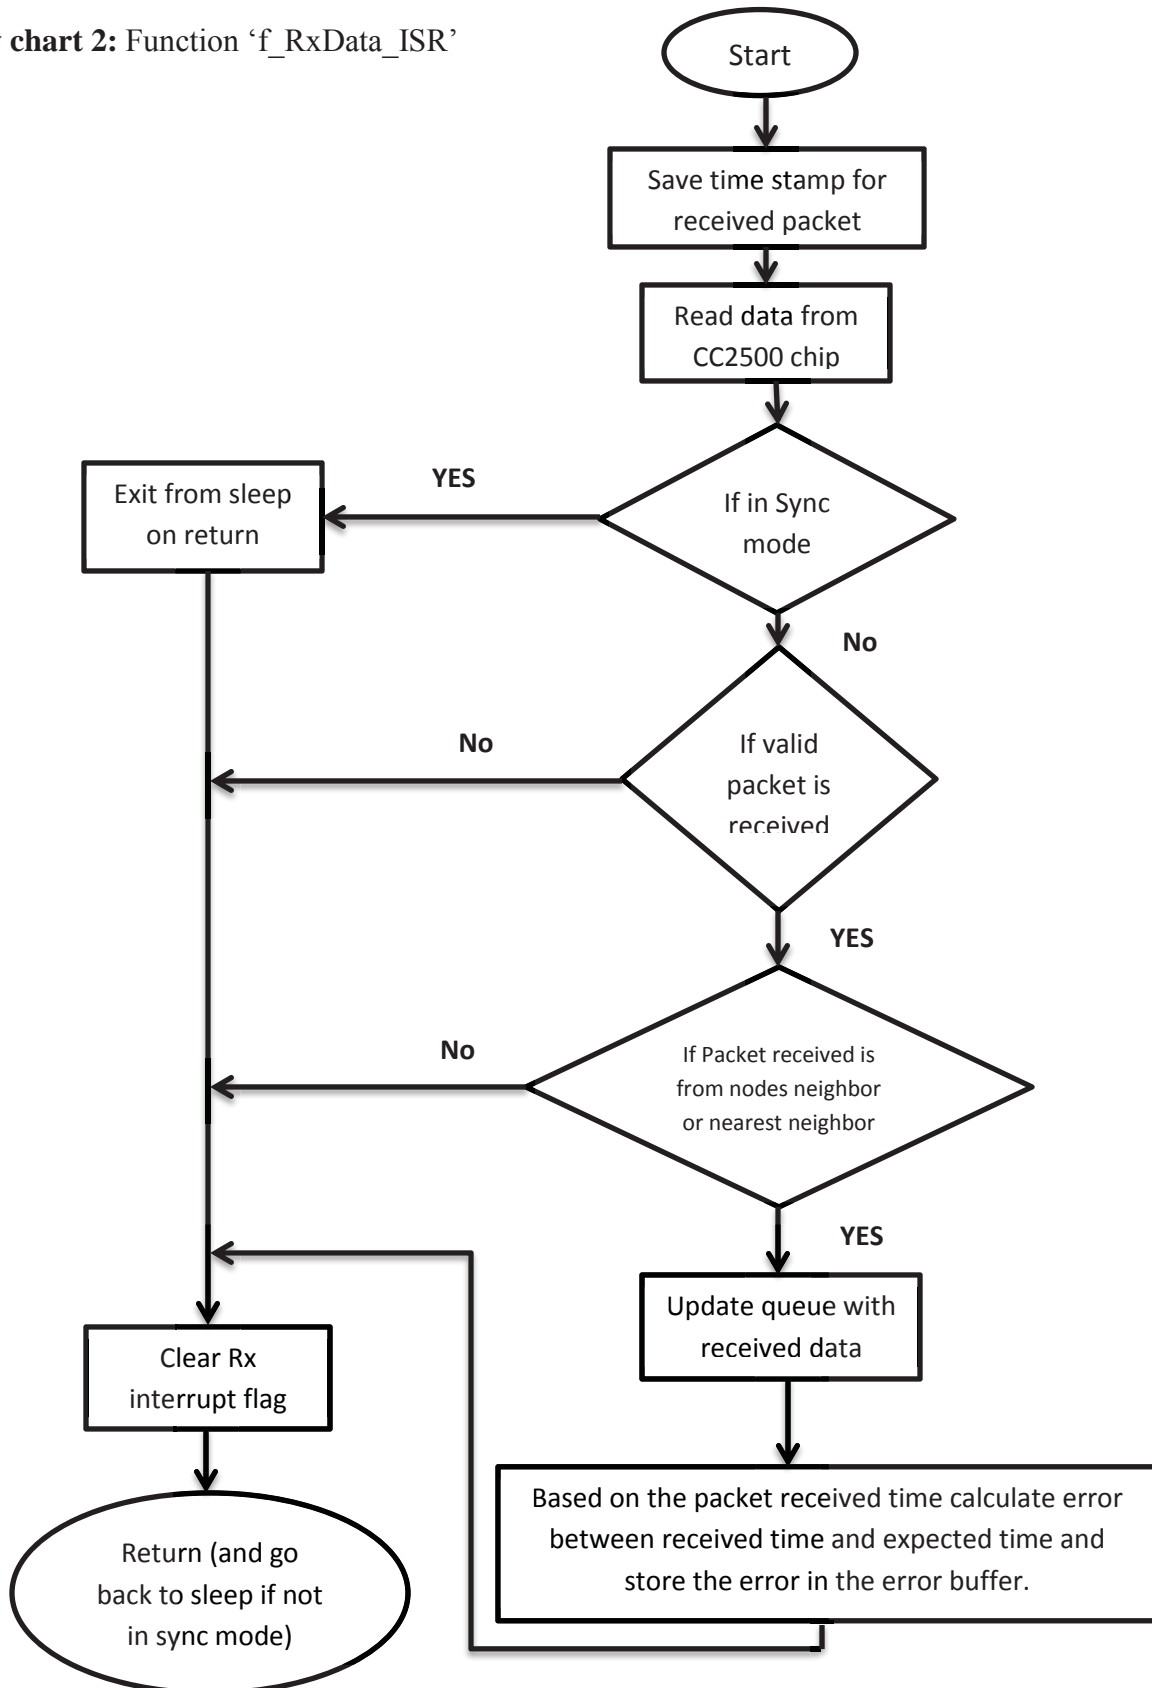 chart 2: Function ‘f_RxData_ISR’
Start
Save time stamp for
received packet
Read data from
CC2500 chip
If in Sync
mode
YES
Exit from sleep
on return
No
If valid
packet is
received
No
YES
If Packet received is
from nodes neighbor
or nearest neighbor
No
YES
Update queue with
received data
Based on the packet received time calculate error
between received time and expected time and
store the error in the error buffer.
Clear Rx
interrupt flag
Return (and go
back to sleep if not
in sync mode)